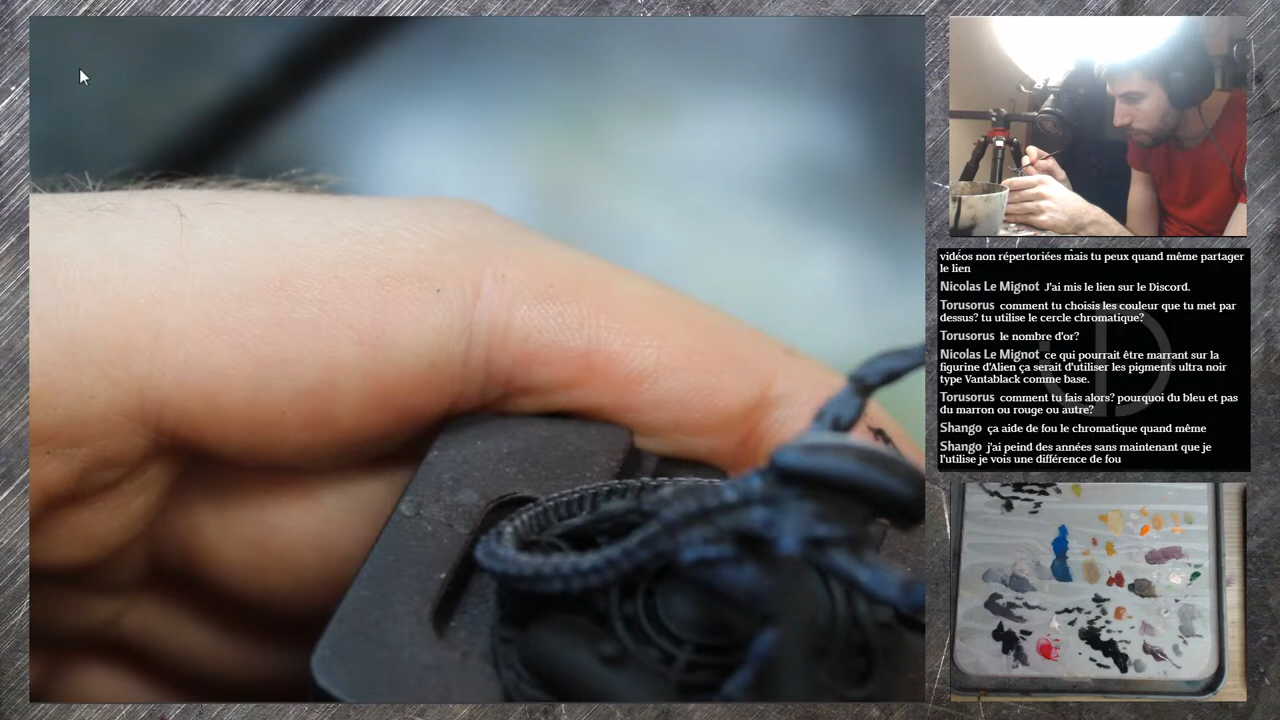 vidéos non répertoriées mais tu peux quand même partager
le lien
Nicolas Le Mignot J'ai mis le lien sur le Discord.
Torusorus comment tu choisis les couleur que tu met par
dessus? tu utilise le cercle chromatique?
Torusorus le nombre d'or?
Nicolas Le Mignot ce qui pourrait être marrant sur la
figurine d'Alien ça serait d'utiliser les pigments ultra noir
type Vantablack comme base.
Torusorus comment tu fais alors? pourquoi du bleu et pas
du marron ou rouge ou autre?
Shango ça aide de fou le chromatique quand même
Shango j'ai peind des années sans maintenant que je
l'utilise je vois une différence de fou